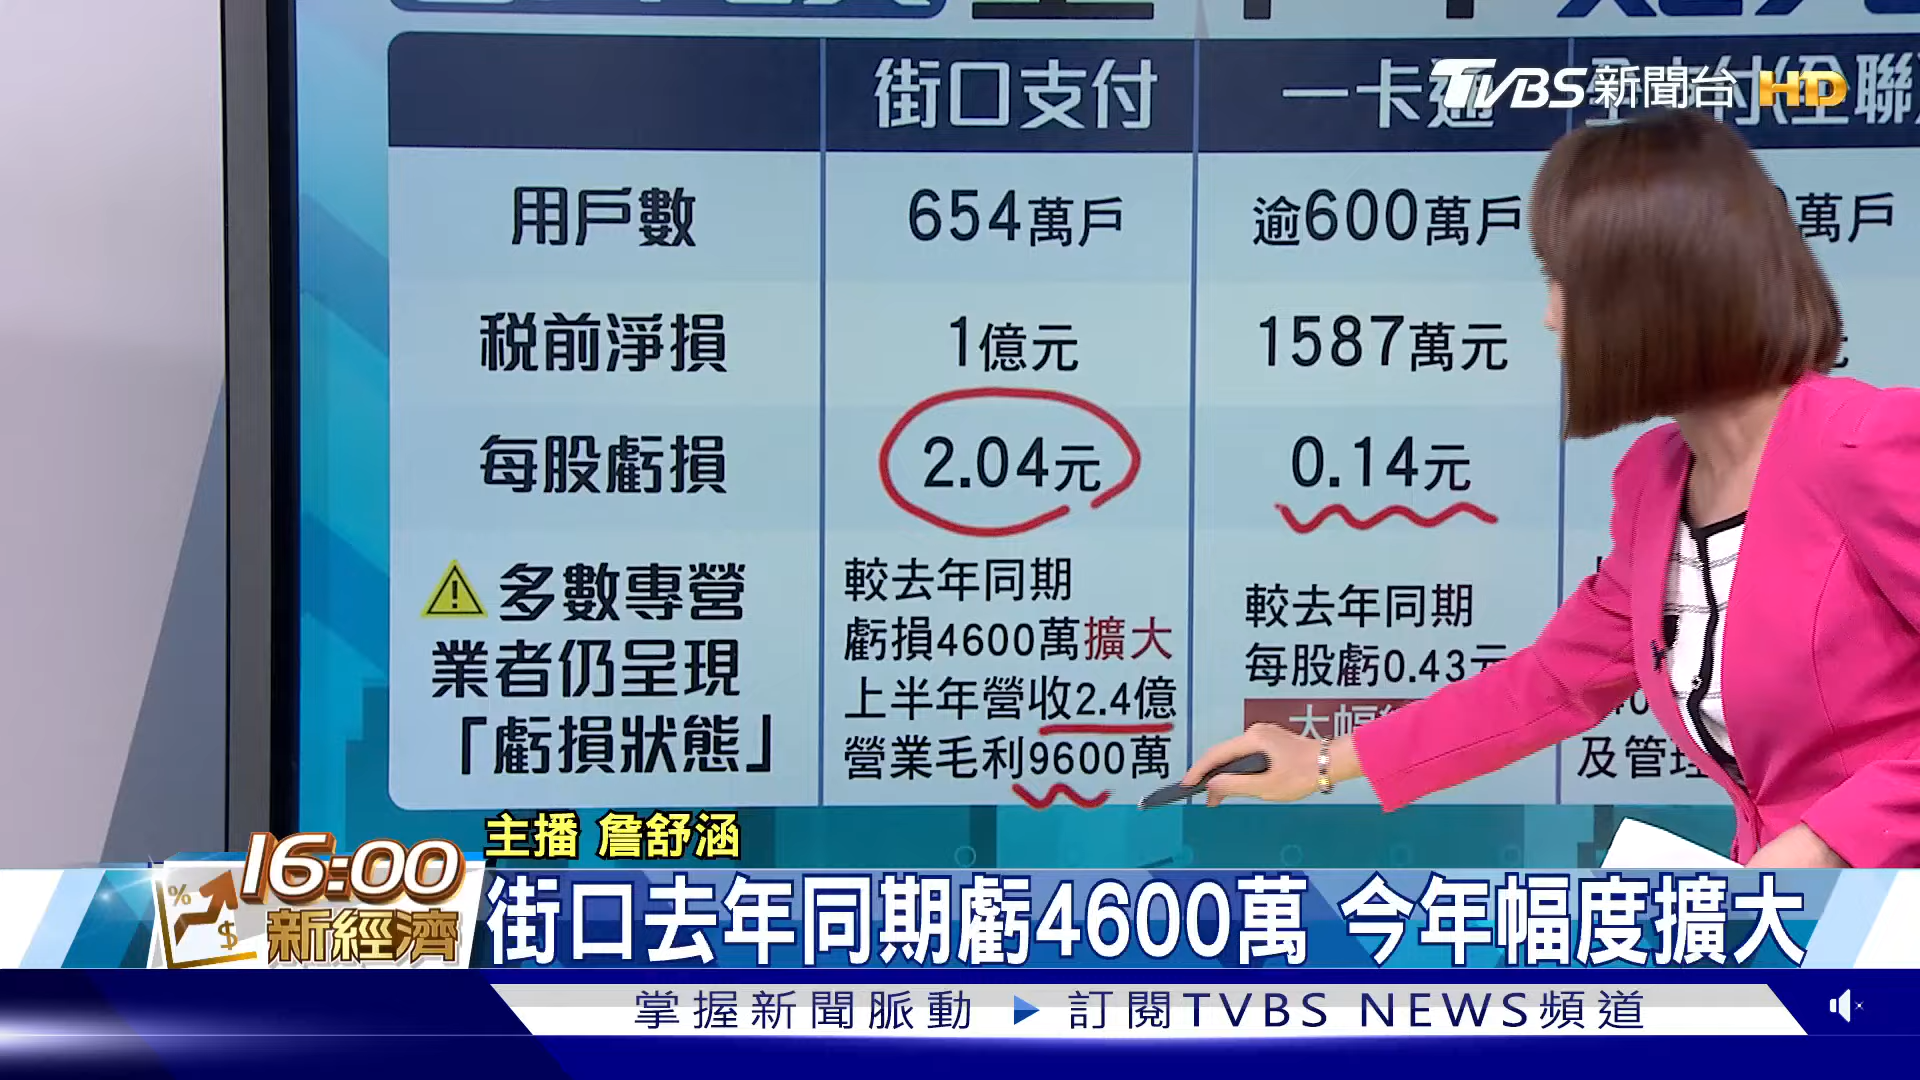 TVBS新聞台 HD
街口支付 一卡通
用戶數 654萬戶 逾600萬戶 萬戶
稅前淨損 1億元 1587萬元
每股虧損 2.04元 0.14元
⚠多數專營
業者仍呈現
「虧損狀態」
較去年同期
虧損4600萬擴大
上半年營收2.4億
營業毛利9600萬
較去年同期
每股虧0.43元
大幅
及管理
主播 詹舒涵
16:00
% $
新經濟
街口去年同期虧4600萬 今年幅度擴大
掌握新聞脈動 ▶ 訂閱TVBS NEWS頻道